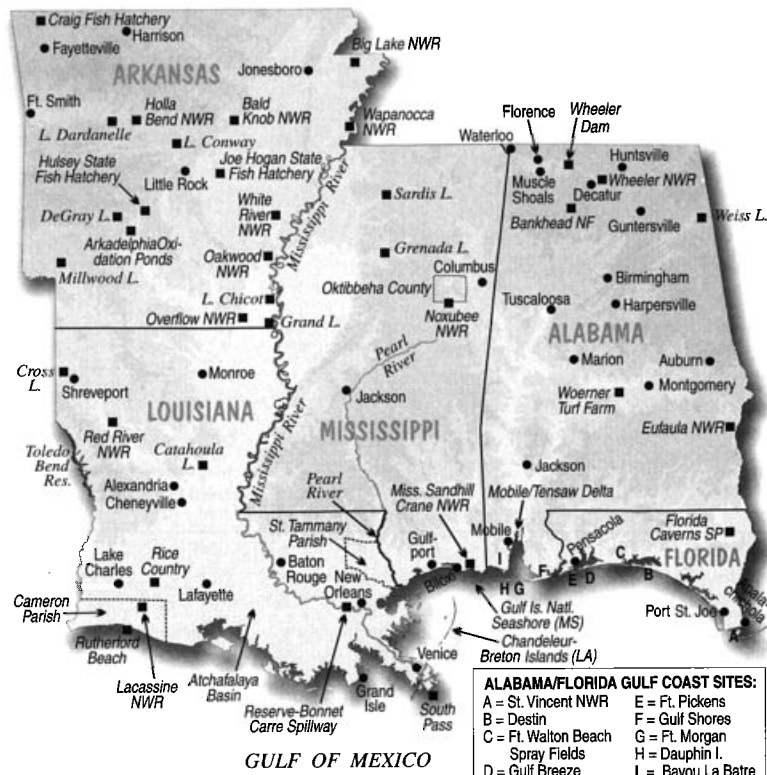 Craig Fish Hatchery
Harrison
Fayetteville
Big Lake NWR
ARKANSAS
Jonesboro
Ft. Smith
Holla
Bend NWR
Bald
Knob NWR
L. Dardanelle
Wapanocca
NWR
L. Conway
Hulsey State
Fish Hatchery
Joe Hogan State
Fish Hatchery
Little Rock
DeGray L.
White
River
NWR
Mississippi River
ArkadelphiaOxi-
dation Ponds
Oakwood
NWR
Millwood L.
L. Chicot
Overflow NWR
Grand L.
Waterloo
Florence
Wheeler
Dam
Huntsville
Muscle
Shoals
Decatur
Wheeler NWR
Bankhead NF
Guntersville
Weiss L.
Sardis L.
Grenada L.
Columbus
Oktibbeha County
Noxubee
NWR
Birmingham
Tuscaloosa
Harpersville
ALABAMA
Pearl
River
Marion
Auburn
Montgomery
Woerner
Turf Farm
Eufaula NWR
Cross
L.
Shreveport
Monroe
LOUISIANA
Jackson
MISSISSIPPI
Mississippi River
Red River
NWR
Toledo
Bend
Res.
Catahoula
L.
Alexandria
Cheneyville
Pearl
River
Miss. Sandhill
Crane NWR
Jackson
Mobile/Tensaw Delta
St. Tammany
Parish
Gulf-
port
Mobile
I
Pensacola
Florida
Caverns SP
FLORIDA
Lake
Charles
Rice
Country
Lafayette
Baton
Rouge
New
Orleans
Biloxi
H G
F
E D
C
B
Apala-
chicola
Port St. Joe
A
Cameron
Parish
Rutherford
Beach
Lacassine
NWR
Atchafalaya
Basin
Reserve-Bonnet
Carre Spillway
Grand
Isle
Venice
South
Pass
Gulf Is. Natl.
Seashore (MS)
Chandeleur-
Breton Islands (LA)
GULF OF MEXICO
ALABAMA/FLORIDA GULF COAST SITES:
A = St. Vincent NWR
B = Destin
C = Ft. Walton Beach
Spray Fields
D = Gulf Breeze
E = Ft. Pickens
F = Gulf Shores
G = Ft. Morgan
H = Dauphin I.
I = Bayou La Batre